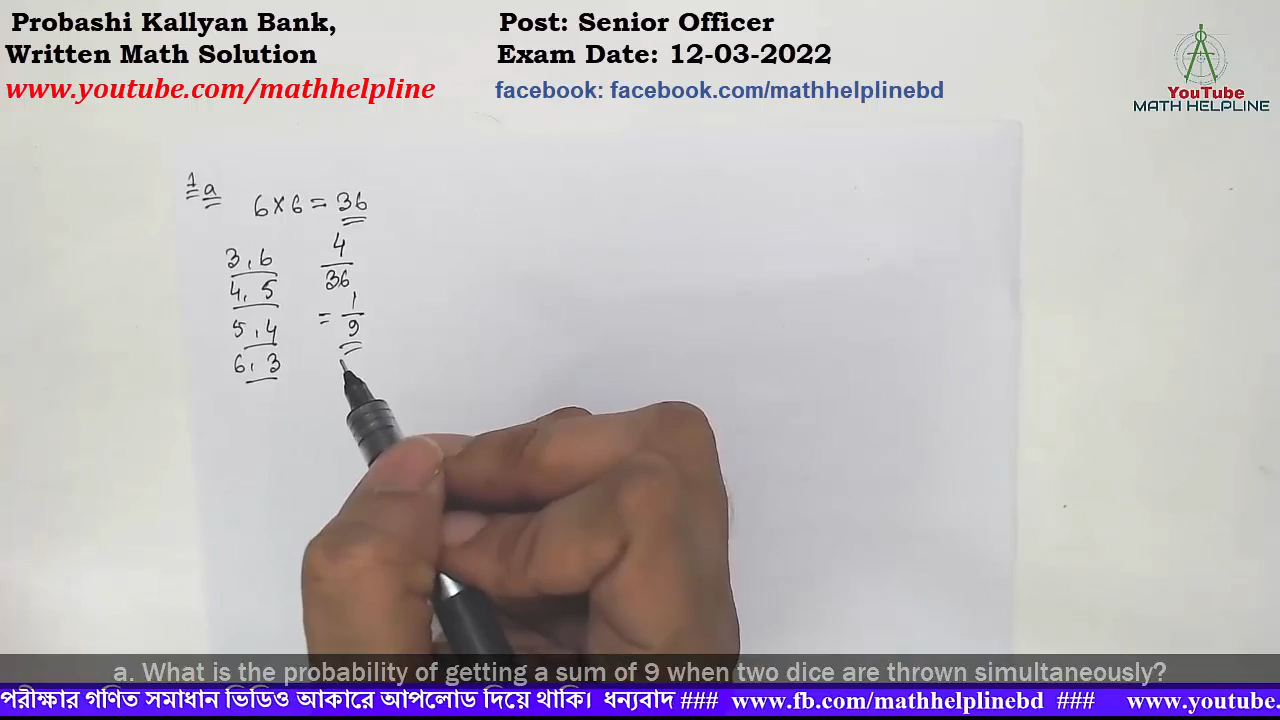 Probashi Kallyan Bank,
Post: Senior Officer
Written Math Solution
Exam Date: 12-03-2022
www.youtube.com/mathhelpline
facebook: facebook.com/mathhelplinebd
YouTube
MATH HELPLINE
1 a
6 × 6 = 36
3, 6
4, 5
5, 4
6, 3
4/36
= 1/9
a. What is the probability of getting a sum of 9 when two dice are thrown simultaneously?
পরীক্ষার গণিত সমাধান ভিডিও আকারে আপলোড দিয়ে থাকি। ধন্যবাদ ### www.fb.com/mathhelplinebd ### www.youtube.